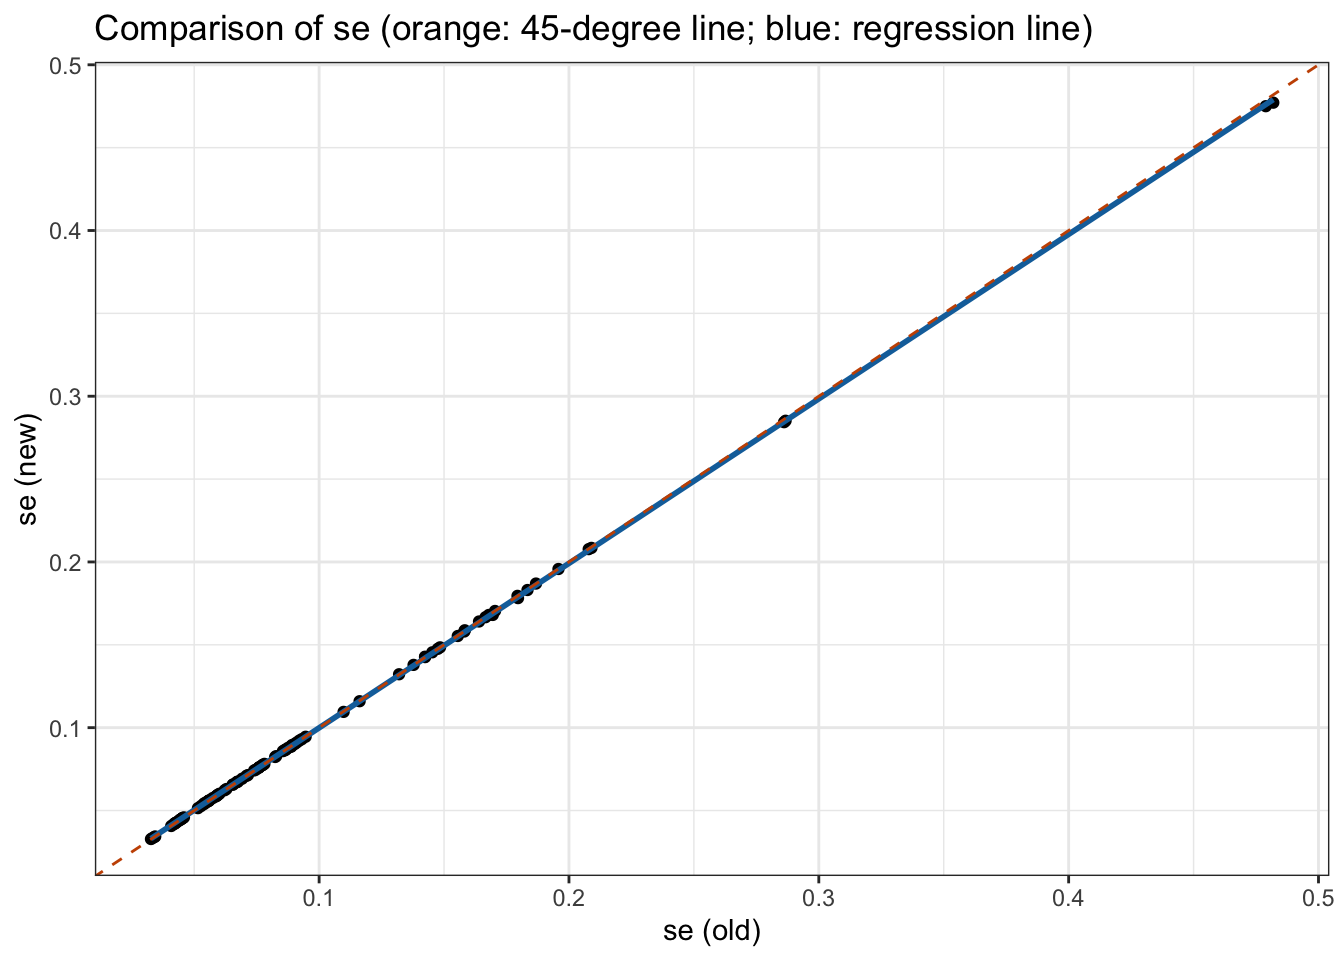 Comparison of se (orange: 45-degree line; blue: regression line)
0.5
0.4
0.3
0.2
0.1
se (new)
0.1 0.2 0.3 0.4 0.5
se (old)